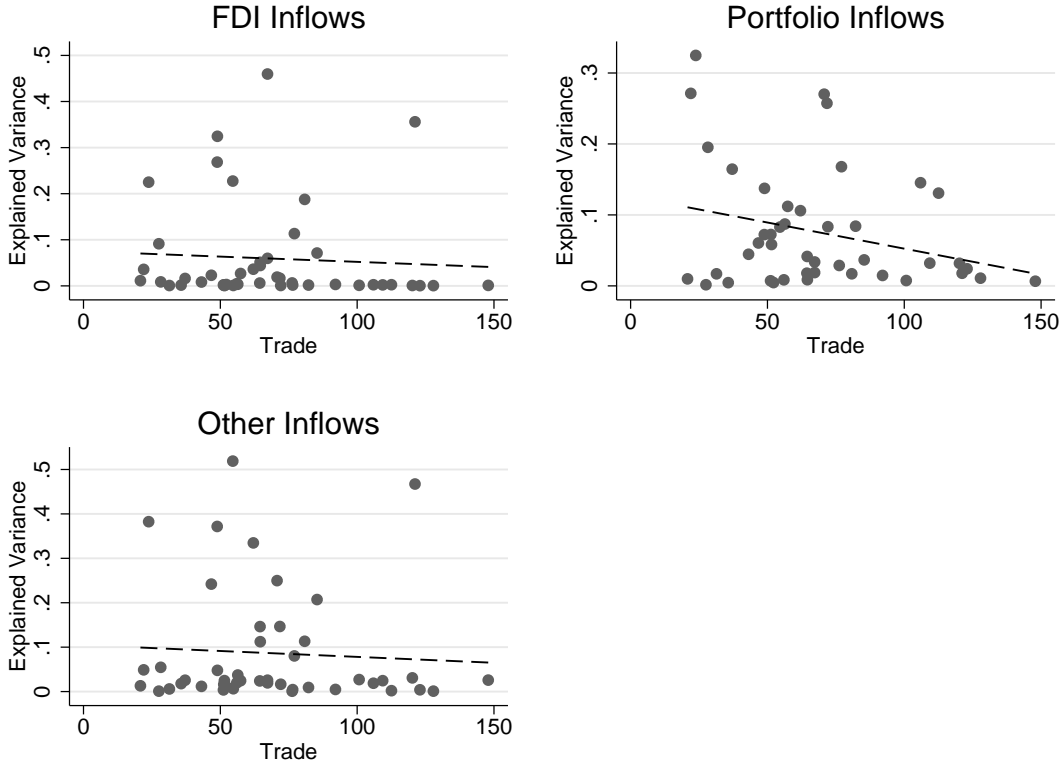 FDI Inflows
Explained Variance
.5
.4
.3
.2
.1
0
0 50 100 150
Trade
Portfolio Inflows
Explained Variance
.3
.2
.1
0
0 50 100 150
Trade
Other Inflows
Explained Variance
.5
.4
.3
.2
.1
0
0 50 100 150
Trade